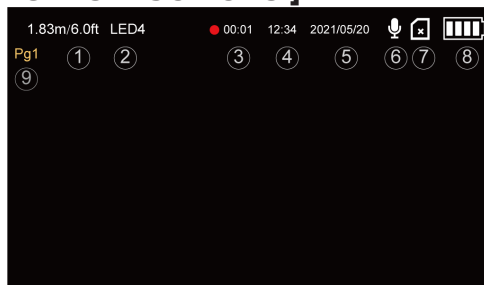 1.83m/6.0ft LED4 00:01 12:34 2021/05/20
Pg1 ① ② ③ ④ ⑤ ⑥ ⑦ ⑧
⑨